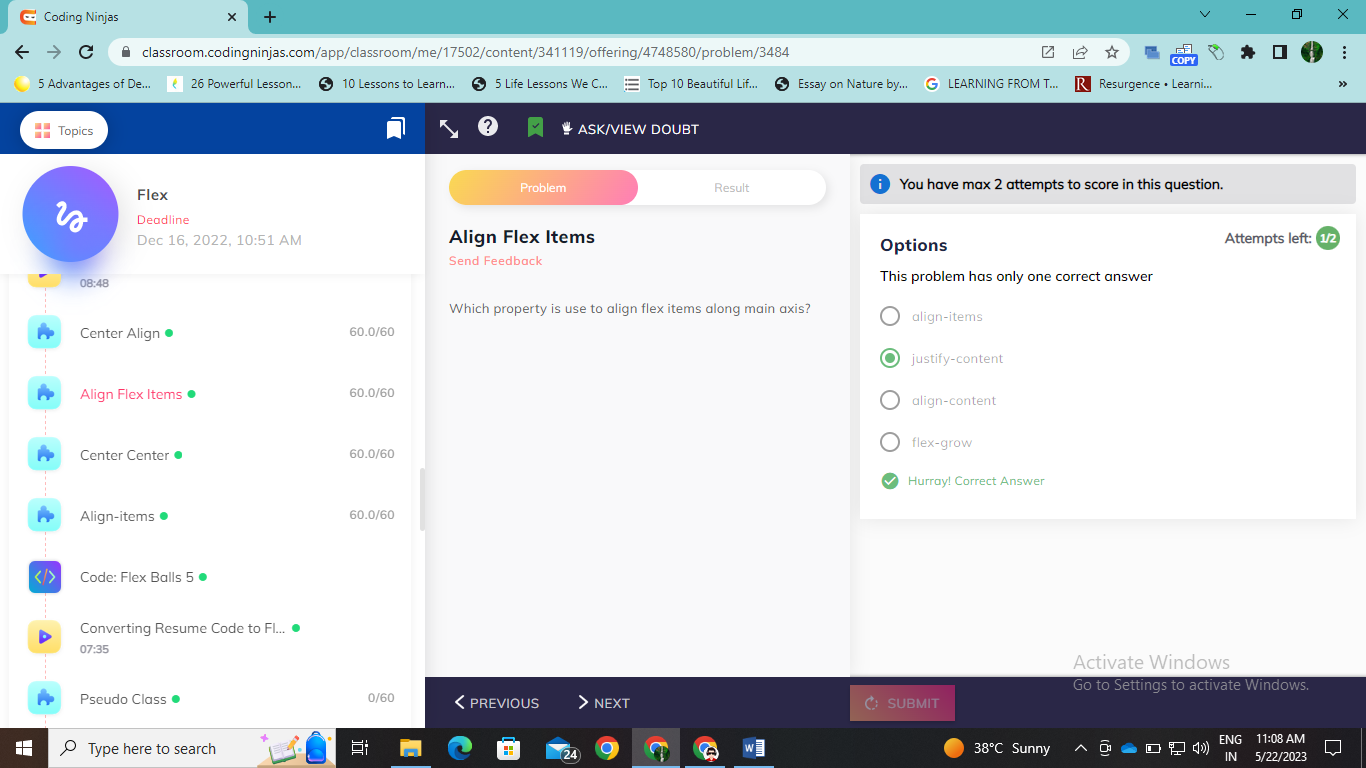 Coding Ninjas
classroom.codingninjas.com/app/classroom/me/17502/content/341119/offering/4748580/problem/3484
COPY
5 Advantages of De...
26 Powerful Lesson...
10 Lessons to Learn...
5 Life Lessons We C...
Top 10 Beautiful Lif...
Essay on Nature by...
LEARNING FROM T...
Resurgence • Learni...
»
Topics
ASK/VIEW DOUBT
Flex
Deadline
Dec 16, 2022, 10:51 AM
08:48
Center Align
60.0/60
Align Flex Items
60.0/60
Center Center
60.0/60
Align-items
60.0/60
Code: Flex Balls 5
Converting Resume Code to Fl...
07:35
Pseudo Class
0/60
Problem
Result
Align Flex Items
Send Feedback
Which property is use to align flex items along main axis?
You have max 2 attempts to score in this question.
Options
Attempts left: 1/2
This problem has only one correct answer
align-items
justify-content
align-content
flex-grow
Hurray! Correct Answer
Activate Windows
Go to Settings to activate Windows.
PREVIOUS
NEXT
SUBMIT
Type here to search
24
38°C Sunny
ENG
IN
11:08 AM
5/22/2023